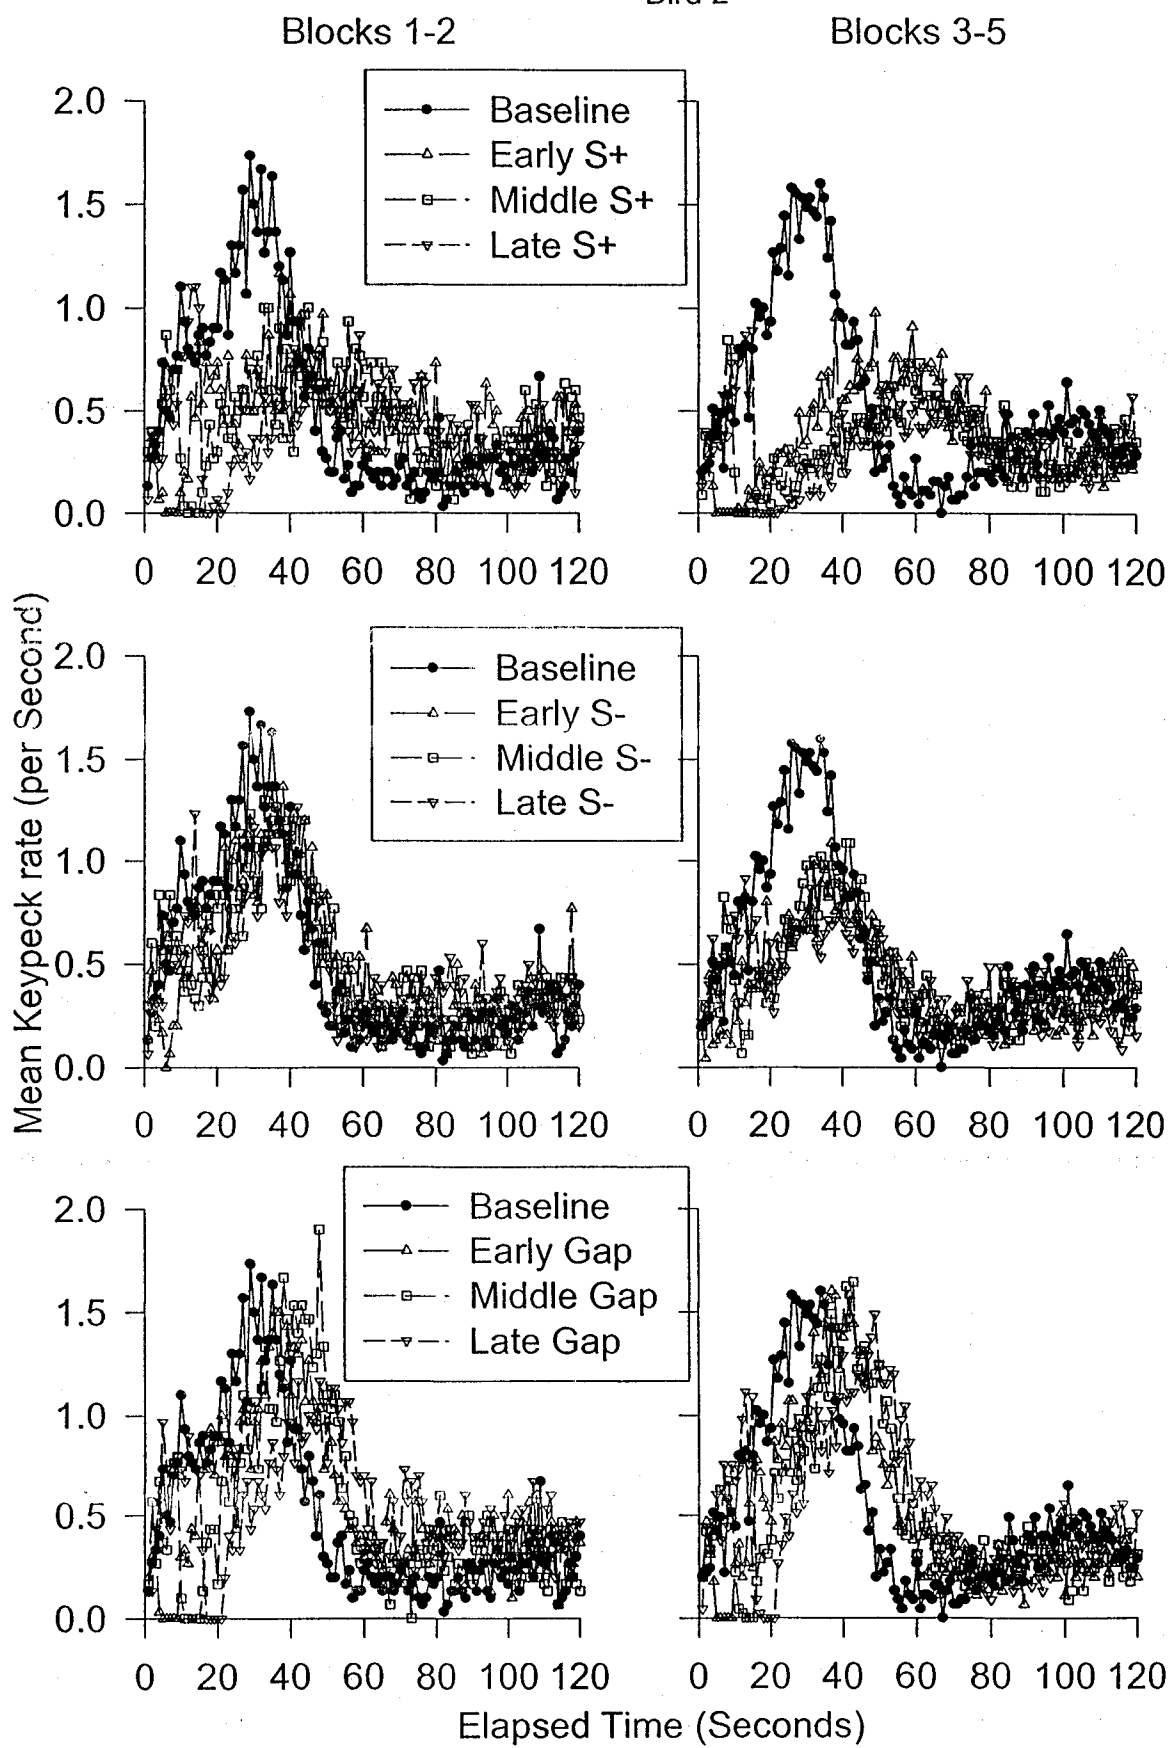 Bird 2
Blocks 1-2
Blocks 3-5
2.0
1.5
1.0
0.5
0.0
Baseline
Early S+
Middle S+
Late S+
0 20 40 60 80 100 120
0 20 40 60 80 100 120
Mean Keypeck rate (per Second)
2.0
1.5
1.0
0.5
0.0
Baseline
Early S-
Middle S-
Late S-
0 20 40 60 80 100 120
0 20 40 60 80 100 120
2.0
1.5
1.0
0.5
0.0
Baseline
Early Gap
Middle Gap
Late Gap
0 20 40 60 80 100 120
0 20 40 60 80 100 120
Elapsed Time (Seconds)